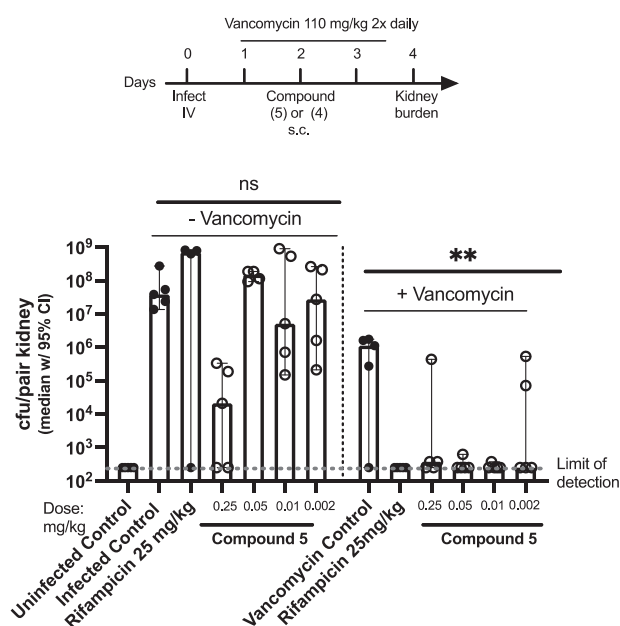 Vancomycin 110 mg/kg 2x daily
0 1 2 3 4
Days
Infect IV
Compound (5) or (4) s.c.
Kidney burden
ns
- Vancomycin
**
+ Vancomycin
cfu/pair kidney
(median w/ 95% CI)
10⁹
10⁸
10⁷
10⁶
10⁵
10⁴
10³
10²
Limit of
detection
Dose:
mg/kg
0.25 0.05 0.01 0.002
0.25 0.05 0.01 0.002
Uninfected Control
Infected Control
Rifampicin 25 mg/kg
Compound 5
Vancomycin Control
Rifampicin 25mg/kg
Compound 5